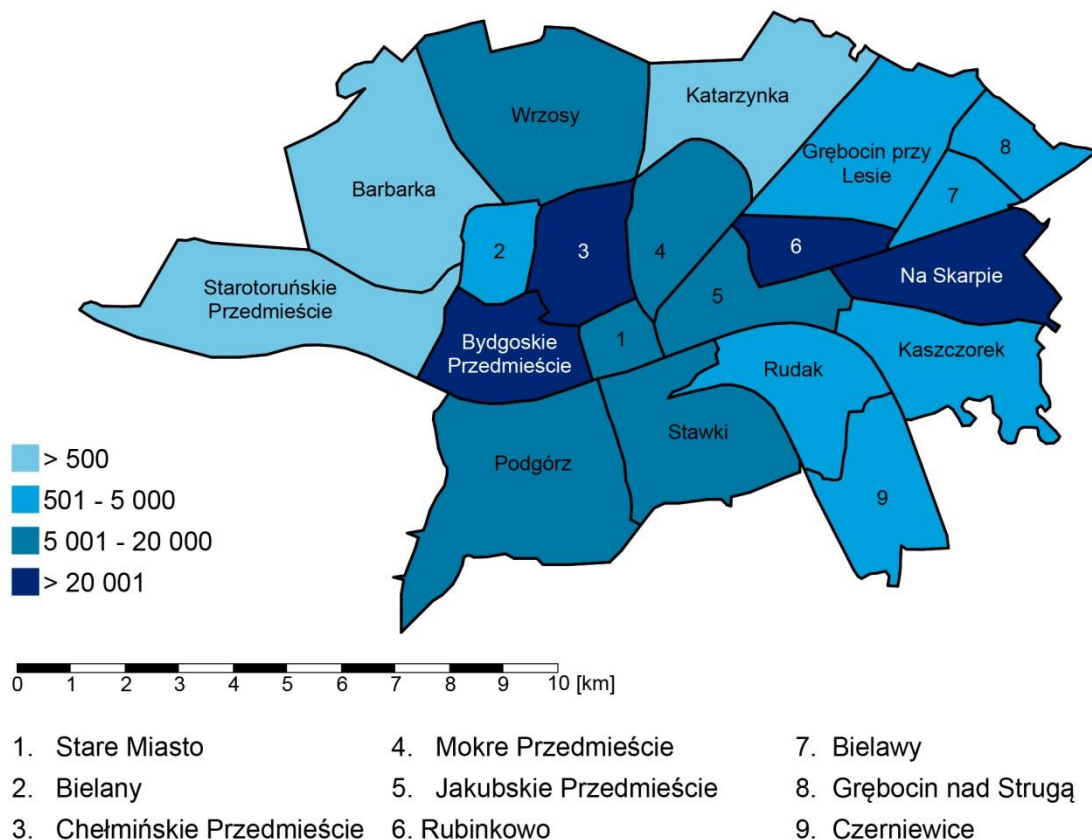 Katarzynka
Wrzosy
Grębocin przy
Lesie
8
Barbarka
7
2
3
4
6
Na Skarpie
Starotoruńskie
Przedmieście
5
1
Bydgoskie
Przedmieście
Kaszczorek
Rudak
Stawki
Podgórz
9
> 500
501 - 5 000
5 001 - 20 000
> 20 001
0 1 2 3 4 5 6 7 8 9 10 [km]
1. Stare Miasto
2. Bielany
3. Chełmińskie Przedmieście
4. Mokre Przedmieście
5. Jakubskie Przedmieście
6. Rubinkowo
7. Bielawy
8. Grębocin nad Strugą
9. Czerniewice